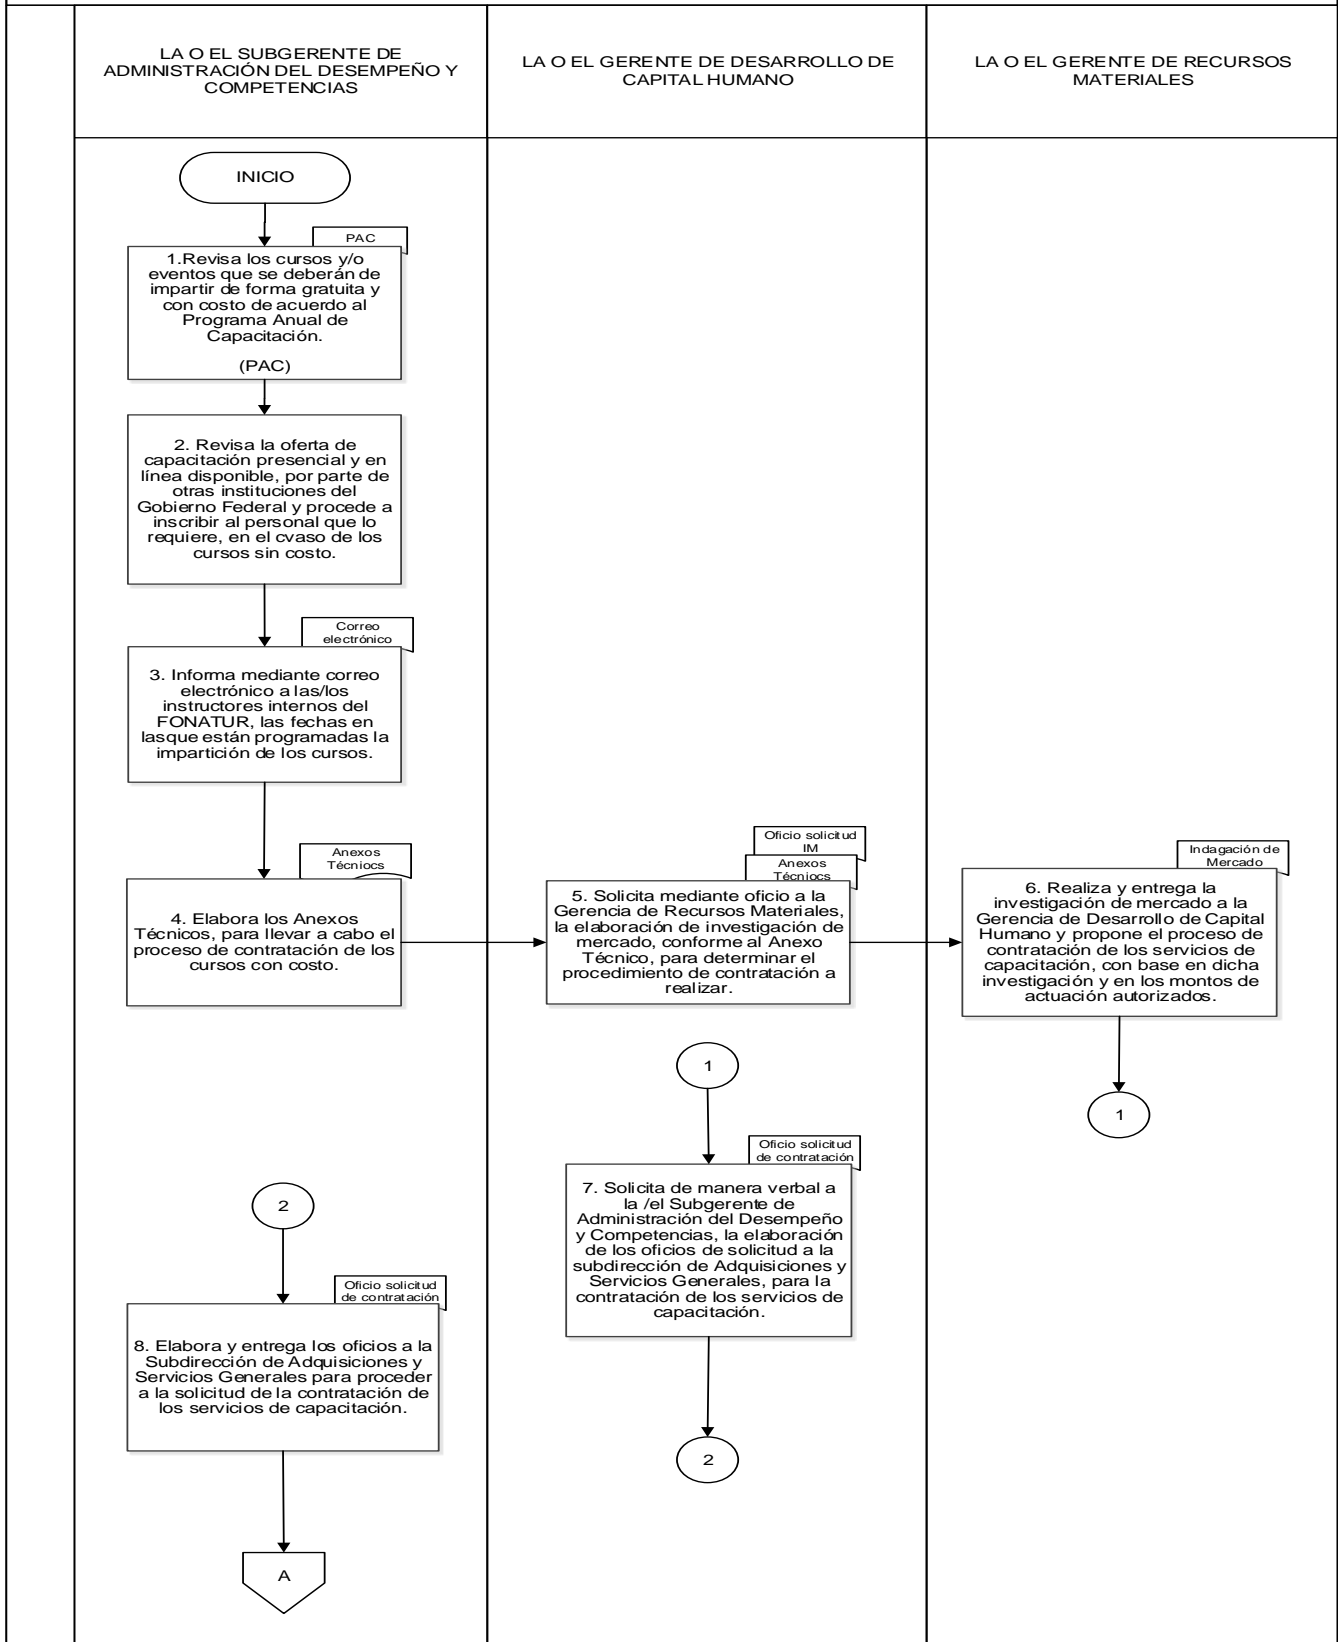 LA O EL SUBGERENTE DE
ADMINISTRACIÓN DEL DESEMPEÑO Y
COMPETENCIAS
LA O EL GERENTE DE DESARROLLO DE
CAPITAL HUMANO
LA O EL GERENTE DE RECURSOS
MATERIALES
INICIO
PAC
1.Revisa los cursos y/o
eventos que se deberán de
impartir de forma gratuita y
con costo de acuerdo al
Programa Anual de
Capacitación.
(PAC)
2. Revisa la oferta de
capacitación presencial y en
línea disponible, por parte de
otras instituciones del
Gobierno Federal y procede a
inscribir al personal que lo
requiere, en el cvaso de los
cursos sin costo.
Correo
electrónico
3. Informa mediante correo
electrónico a las/los
instructores internos del
FONATUR, las fechas en
lasque están programadas la
impartición de los cursos.
Anexos
Técniocs
4. Elabora los Anexos
Técnicos, para llevar a cabo el
proceso de contratación de los
cursos con costo.
Oficio solicitud
IM
Anexos
Técniocs
5. Solicita mediante oficio a la
Gerencia de Recursos Materiales,
la elaboración de investigación de
mercado, conforme al Anexo
Técnico, para determinar el
procedimiento de contratación a
realizar.
Indagación de
Mercado
6. Realiza y entrega la
investigación de mercado a la
Gerencia de Desarrollo de Capital
Humano y propone el proceso de
contratación de los servicios de
capacitación, con base en dicha
investigación y en los montos de
actuación autorizados.
1
1
Oficio solicitud
de contratación
7. Solicita de manera verbal a
la /el Subgerente de
Administración del Desempeño
y Competencias, la elaboración
de los oficios de solicitud a la
subdirección de Adquisiciones y
Servicios Generales, para la
contratación de los servicios de
capacitación.
2
2
Oficio solicitud
de contratación
8. Elabora y entrega los oficios a la
Subdirección de Adquisiciones y
Servicios Generales para proceder
a la solicitud de la contratación de
los servicios de capacitación.
A